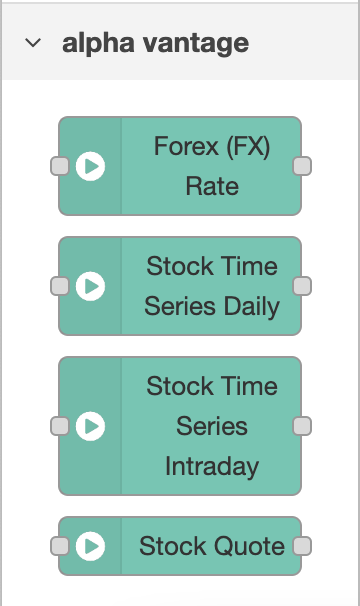 alpha vantage
Forex (FX)
Rate
Stock Time
Series Daily
Stock Time
Series
Intraday
Stock Quote